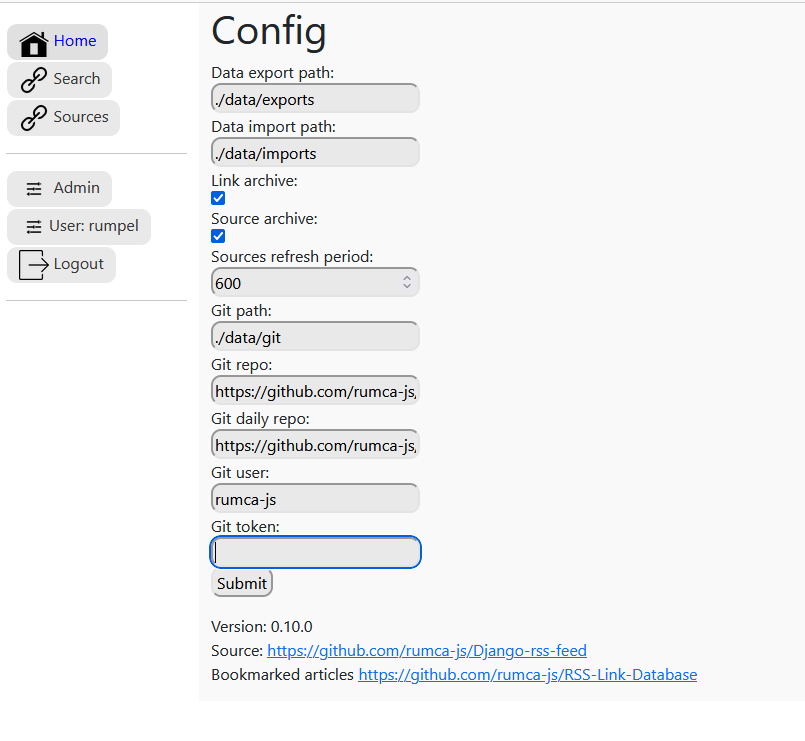 Config
Home
Search
Sources
Admin
User: rumpel
Logout
Data export path:
./data/exports
Data import path:
./data/imports
Link archive:
Source archive:
Sources refresh period:
600
Git path:
./data/git
Git repo:
https://github.com/rumca-js/
Git daily repo:
https://github.com/rumca-js/
Git user:
rumca-js
Git token:
Submit
Version: 0.10.0
Source: https://github.com/rumca-js/Django-rss-feed
Bookmarked articles https://github.com/rumca-js/RSS-Link-Database